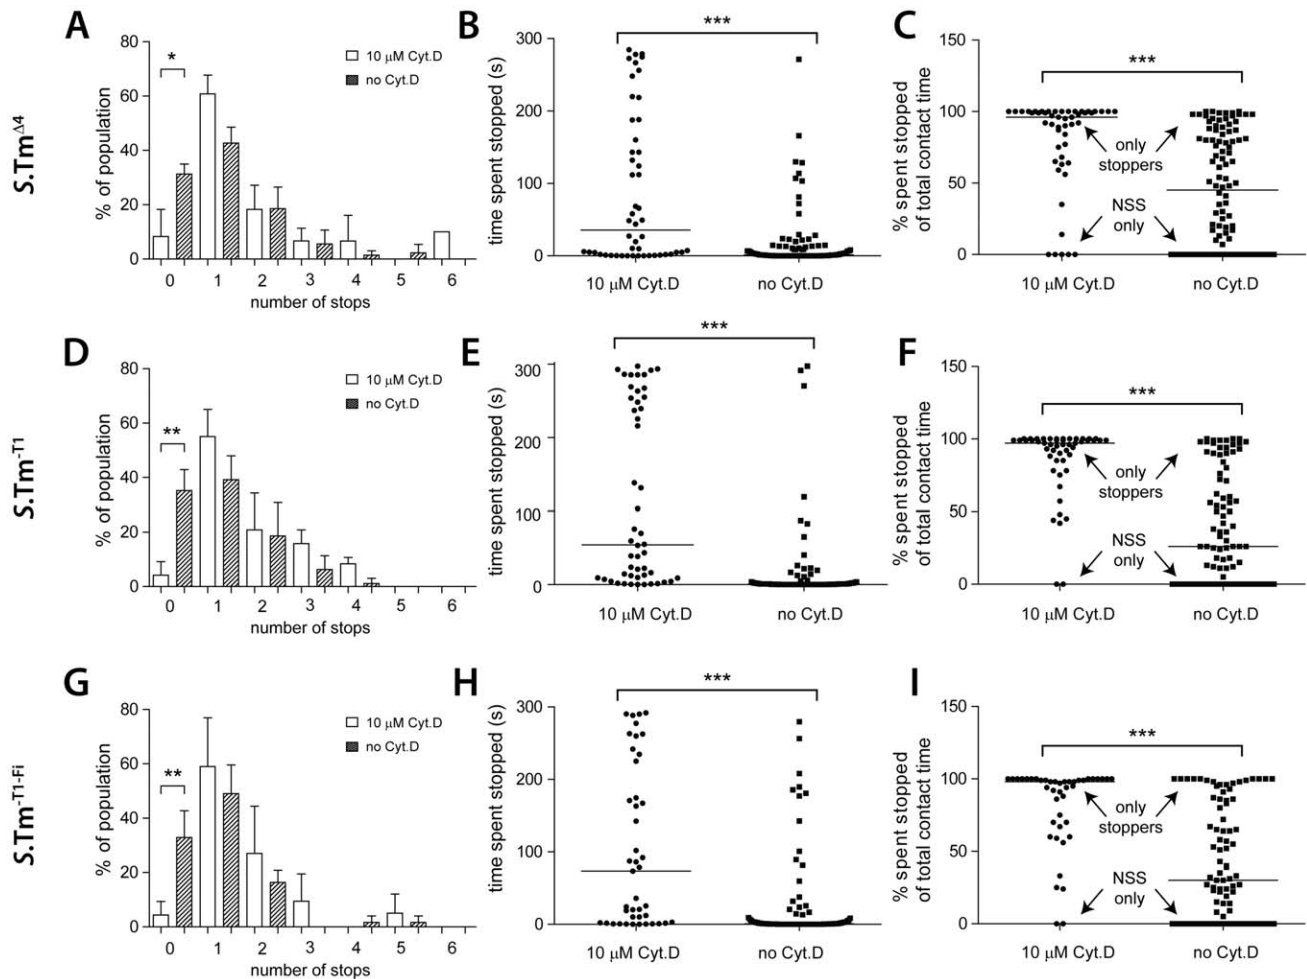 S.Tm^Δ4
A
80
60
40
20
0
% of population
*
10 μM Cyt.D
no Cyt.D
0 1 2 3 4 5 6
number of stops
B
300
200
100
0
time spent stopped (s)
***
10 μM Cyt.D no Cyt.D
C
150
100
50
0
% spent stopped
of total contact time
***
only
stoppers
NSS
only
10 μM Cyt.D no Cyt.D
S.Tm^-T1
D
80
60
40
20
0
% of population
**
10 μM Cyt.D
no Cyt.D
0 1 2 3 4 5 6
number of stops
E
300
200
100
0
time spent stopped (s)
***
10 μM Cyt.D no Cyt.D
F
150
100
50
0
% spent stopped
of total contact time
***
only
stoppers
NSS
only
10 μM Cyt.D no Cyt.D
S.Tm^-T1-Fi
G
80
60
40
20
0
% of population
**
10 μM Cyt.D
no Cyt.D
0 1 2 3 4 5 6
number of stops
H
300
200
100
0
time spent stopped (s)
***
10 μM Cyt.D no Cyt.D
I
150
100
50
0
% spent stopped
of total contact time
***
only
stoppers
NSS
only
10 μM Cyt.D no Cyt.D